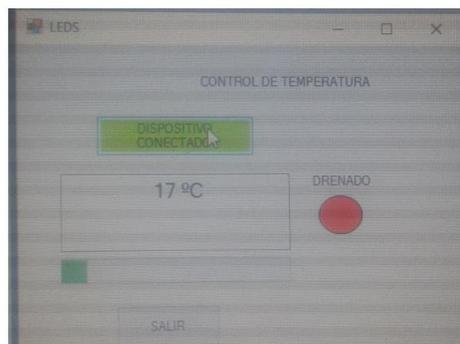 LEDS
CONTROL DE TEMPERATURA
DISPOSITIVO
CONECTADO
17 ºC
DRENADO
SALIR